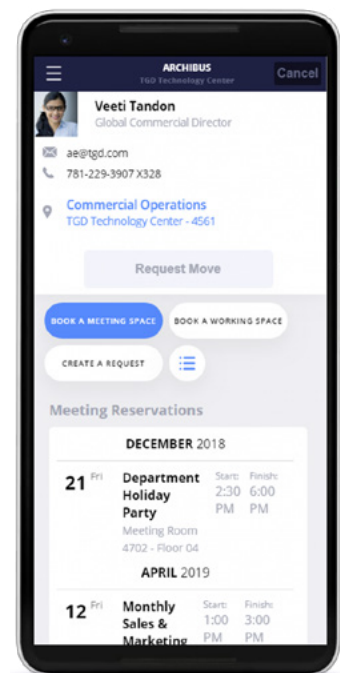 ARCHIBUS
TGD Technology Center
Cancel
Veeti Tandon
Global Commercial Director
ae@tgd.com
781-229-3907 X328
Commercial Operations
TGD Technology Center - 4561
Request Move
BOOK A MEETING SPACE
BOOK A WORKING SPACE
CREATE A REQUEST
Meeting Reservations
DECEMBER 2018
21 Fri
Department
Holiday
Party
Meeting Room
4702 - Floor 04
Start:
2:30
PM
Finish:
6:00
PM
APRIL 2019
12 Fri
Monthly
Sales &
Marketing
Start:
1:00
PM
Finish:
3:00
PM